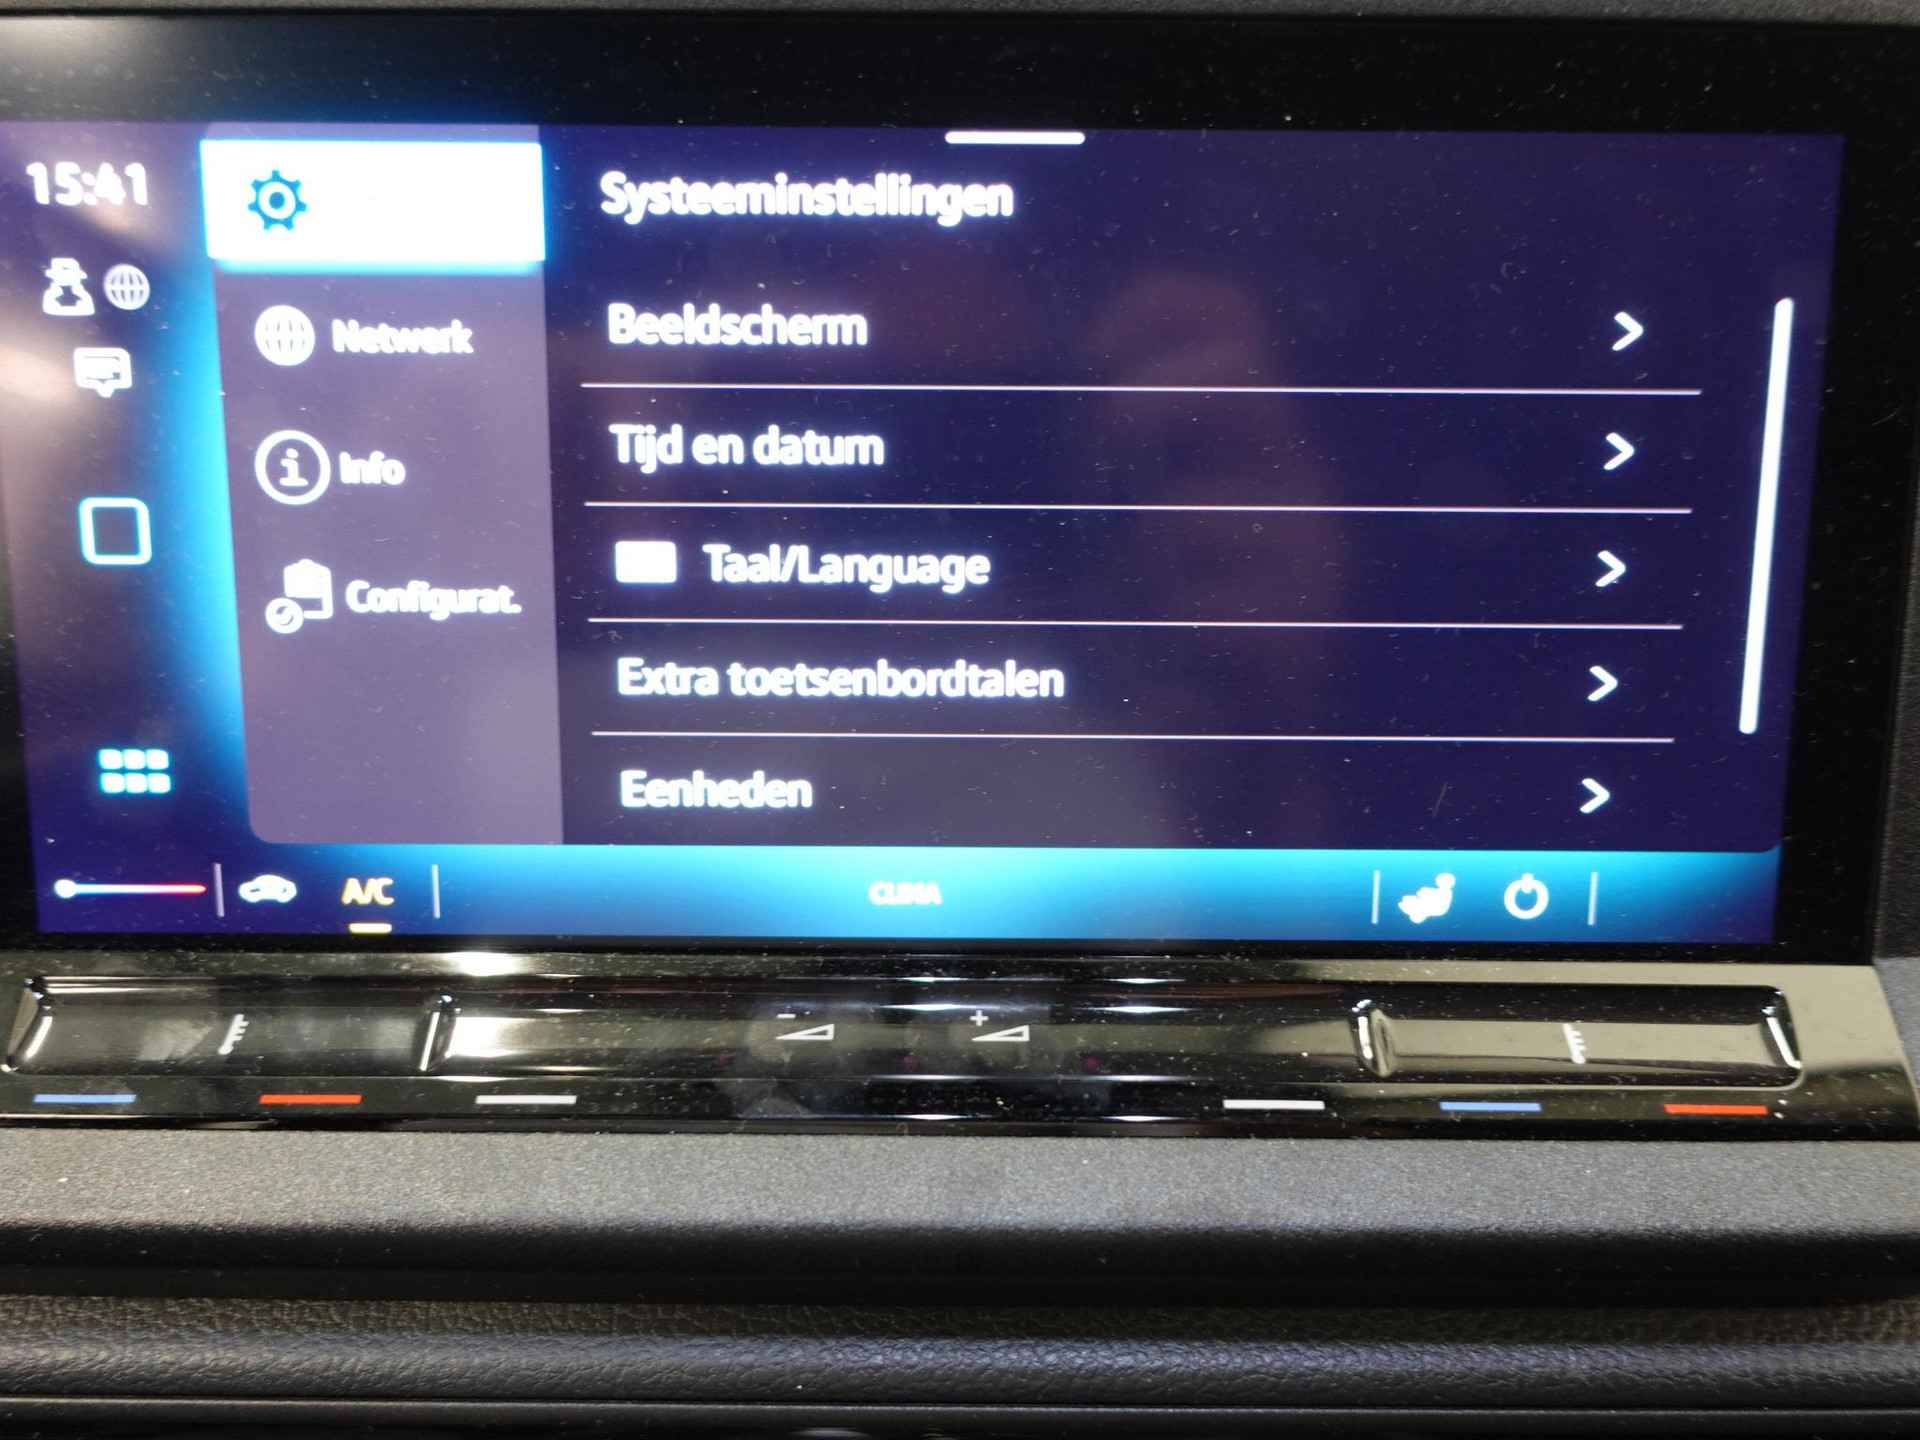 15:41
Systeeminstellingen
Netwerk
Info
Configurat.
Beeldscherm
Tijd en datum
Taal/Language
Extra toetsenbordtalen
Eenheden
A/C
CLIMA
-
+